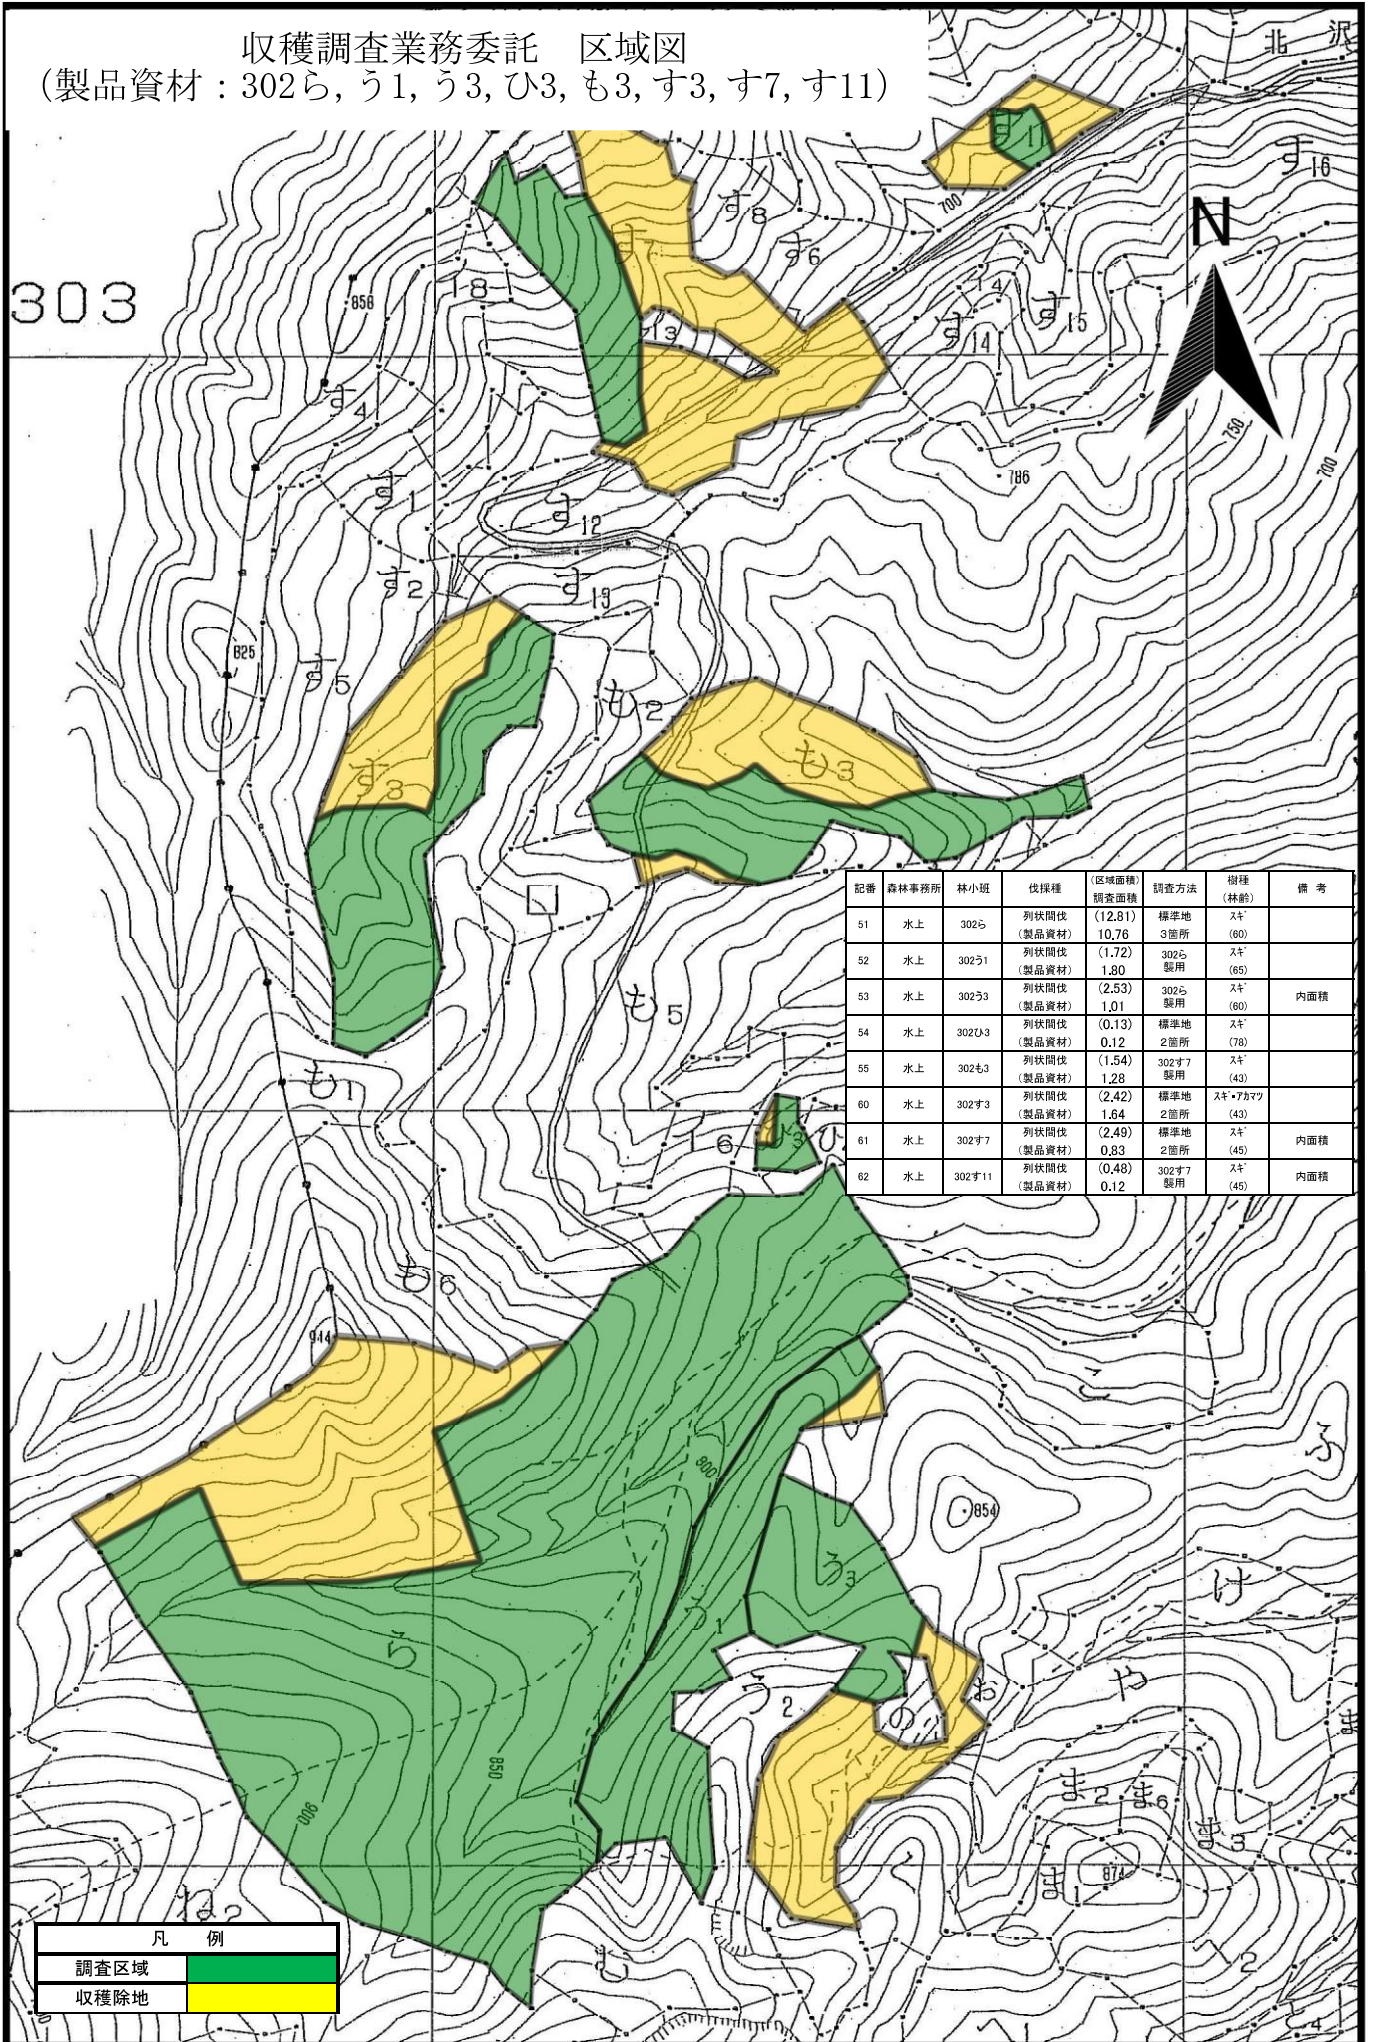 収穫調査業務委託　区域図
（製品資材：302ら, う1, う3, ひ3, も3, す3, す7, す11）
北 沢
す11
す16
700
N
す8
す7
す6
303
18
856
14
す15
す14
13
す4
750
700
786
す1
す12
す2
す13
825
す5
も2
も3
す3
も5
記番 森林事務所 林小班 伐採種 （区域面積）調査面積 調査方法 樹種（林齢） 備 考
51 水上 302ら 列状間伐（製品資材） （12.81）10.76 標準地3箇所 スギ（60）
52 水上 302う1 列状間伐（製品資材） （1.72）1.80 302ら襲用 スギ（65）
53 水上 302う3 列状間伐（製品資材） （2.53）1.01 302ら襲用 スギ（60） 内面積
54 水上 302ひ3 列状間伐（製品資材） （0.13）0.12 標準地2箇所 スギ（78）
55 水上 302も3 列状間伐（製品資材） （1.54）1.28 302す7襲用 スギ（43）
60 水上 302す3 列状間伐（製品資材） （2.42）1.64 標準地2箇所 スギ・アカマツ（43）
61 水上 302す7 列状間伐（製品資材） （2.49）0.83 標準地2箇所 スギ（45） 内面積
62 水上 302す11 列状間伐（製品資材） （0.48）0.12 302す7襲用 スギ（45） 内面積
も1
ひ3
も6
944
こ
ふ
900
854
う3
け
う1
ら
う2
お
や
の
ま
850
ま2
ま6
ま3
900
く
874
ま1
ね2
む
2
凡　例
調査区域
収穫除地